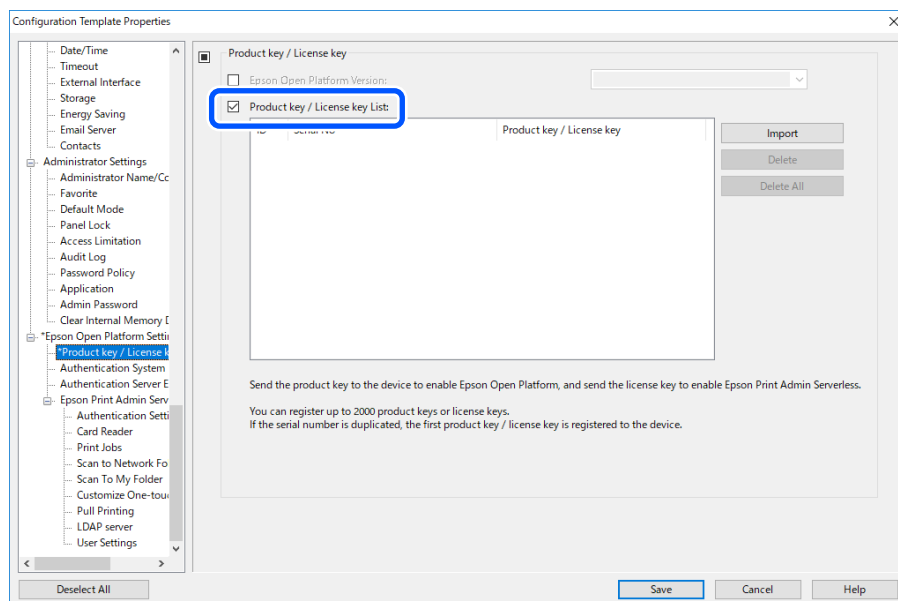 Configuration Template Properties
Date/Time
Timeout
External Interface
Storage
Energy Saving
Email Server
Contacts
Administrator Settings
Administrator Name/Cc
Favorite
Default Mode
Panel Lock
Access Limitation
Audit Log
Password Policy
Application
Admin Password
Clear Internal Memory D
*Epson Open Platform Settin
*Product key / License k
Authentication System
Authentication Server E
Epson Print Admin Serv
Authentication Setti
Card Reader
Print Jobs
Scan to Network Fo
Scan To My Folder
Customize One-tou
Pull Printing
LDAP server
User Settings
Product key / License key
Epson Open Platform Version:
Product key / License key List:
ID Serial No Product key / License key
Import
Delete
Delete All
Send the product key to the device to enable Epson Open Platform, and send the license key to enable Epson Print Admin Serverless.
You can register up to 2000 product keys or license keys.
If the serial number is duplicated, the first product key / license key is registered to the device.
Deselect All
Save
Cancel
Help